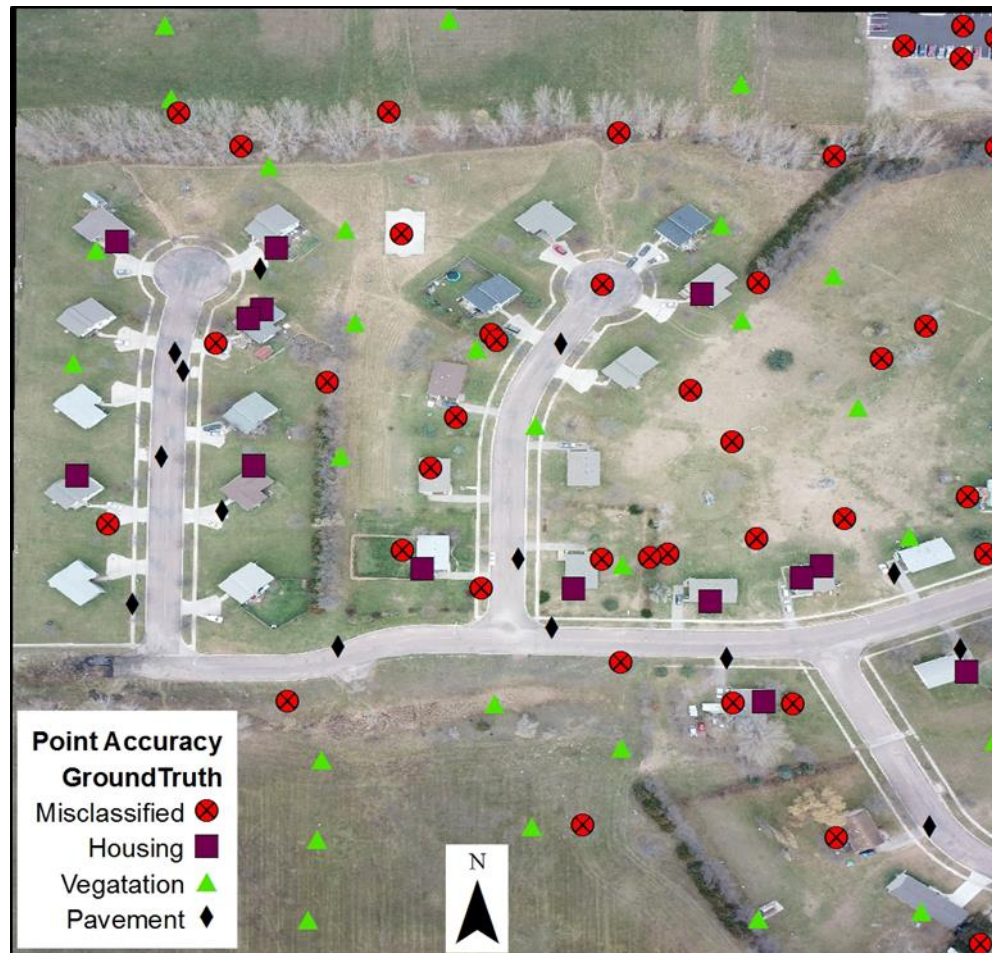 Point Accuracy
GroundTruth
Misclassified
Housing
Vegatation
Pavement
N